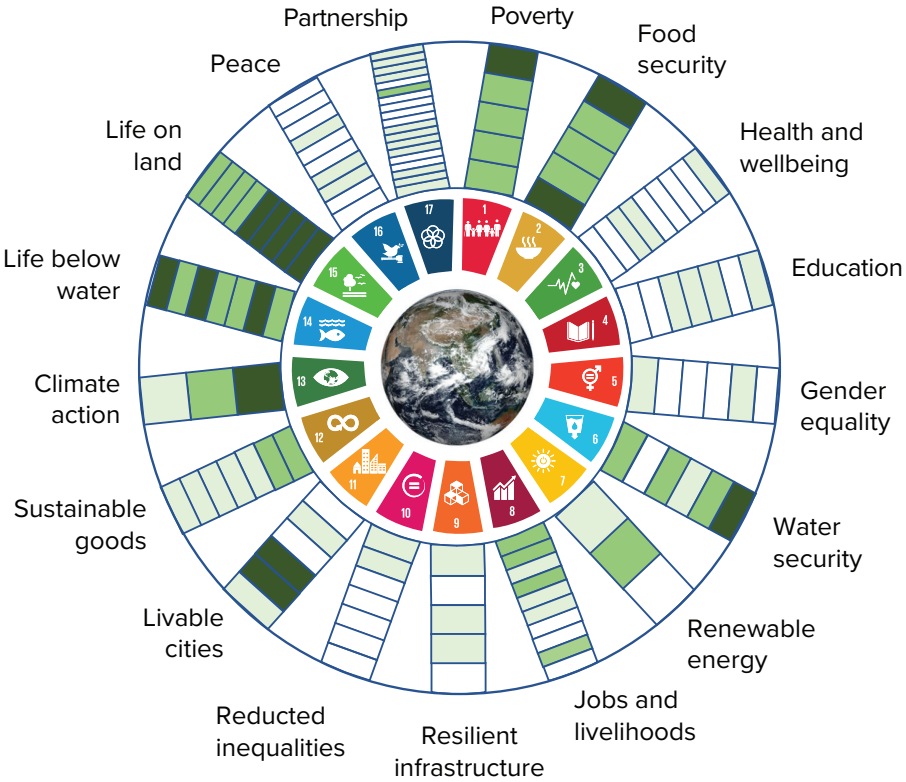 Partnership
Poverty
Food
security
Health and
wellbeing
Education
Gender
equality
Water
security
Renewable
energy
Jobs and
livelihoods
Resilient
infrastructure
Reducted
inequalities
Livable
cities
Sustainable
goods
Climate
action
Life below
water
Life on
land
Peace
1
2
3
4
5
6
7
8
9
10
11
12
13
14
15
16
17